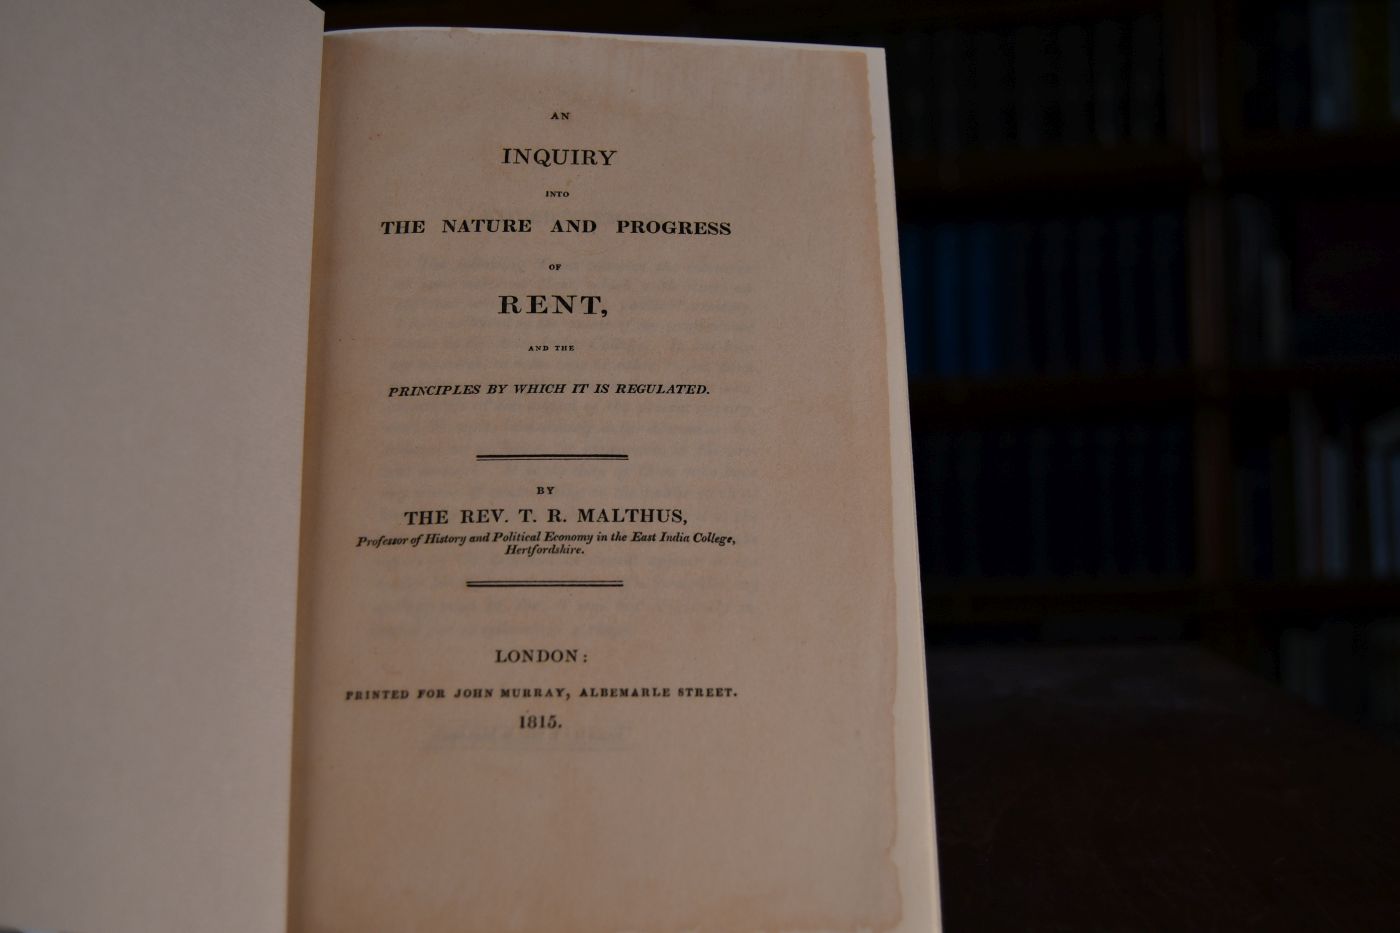 AN
INQUIRY
INTO
THE NATURE AND PROGRESS
OF
RENT,
AND THE
PRINCIPLES BY WHICH IT IS REGULATED.
BY
THE REV. T. R. MALTHUS,
Professor of History and Political Economy in the East India College,
Hertfordshire.
LONDON:
PRINTED FOR JOHN MURRAY, ALBEMARLE STREET.
1815.